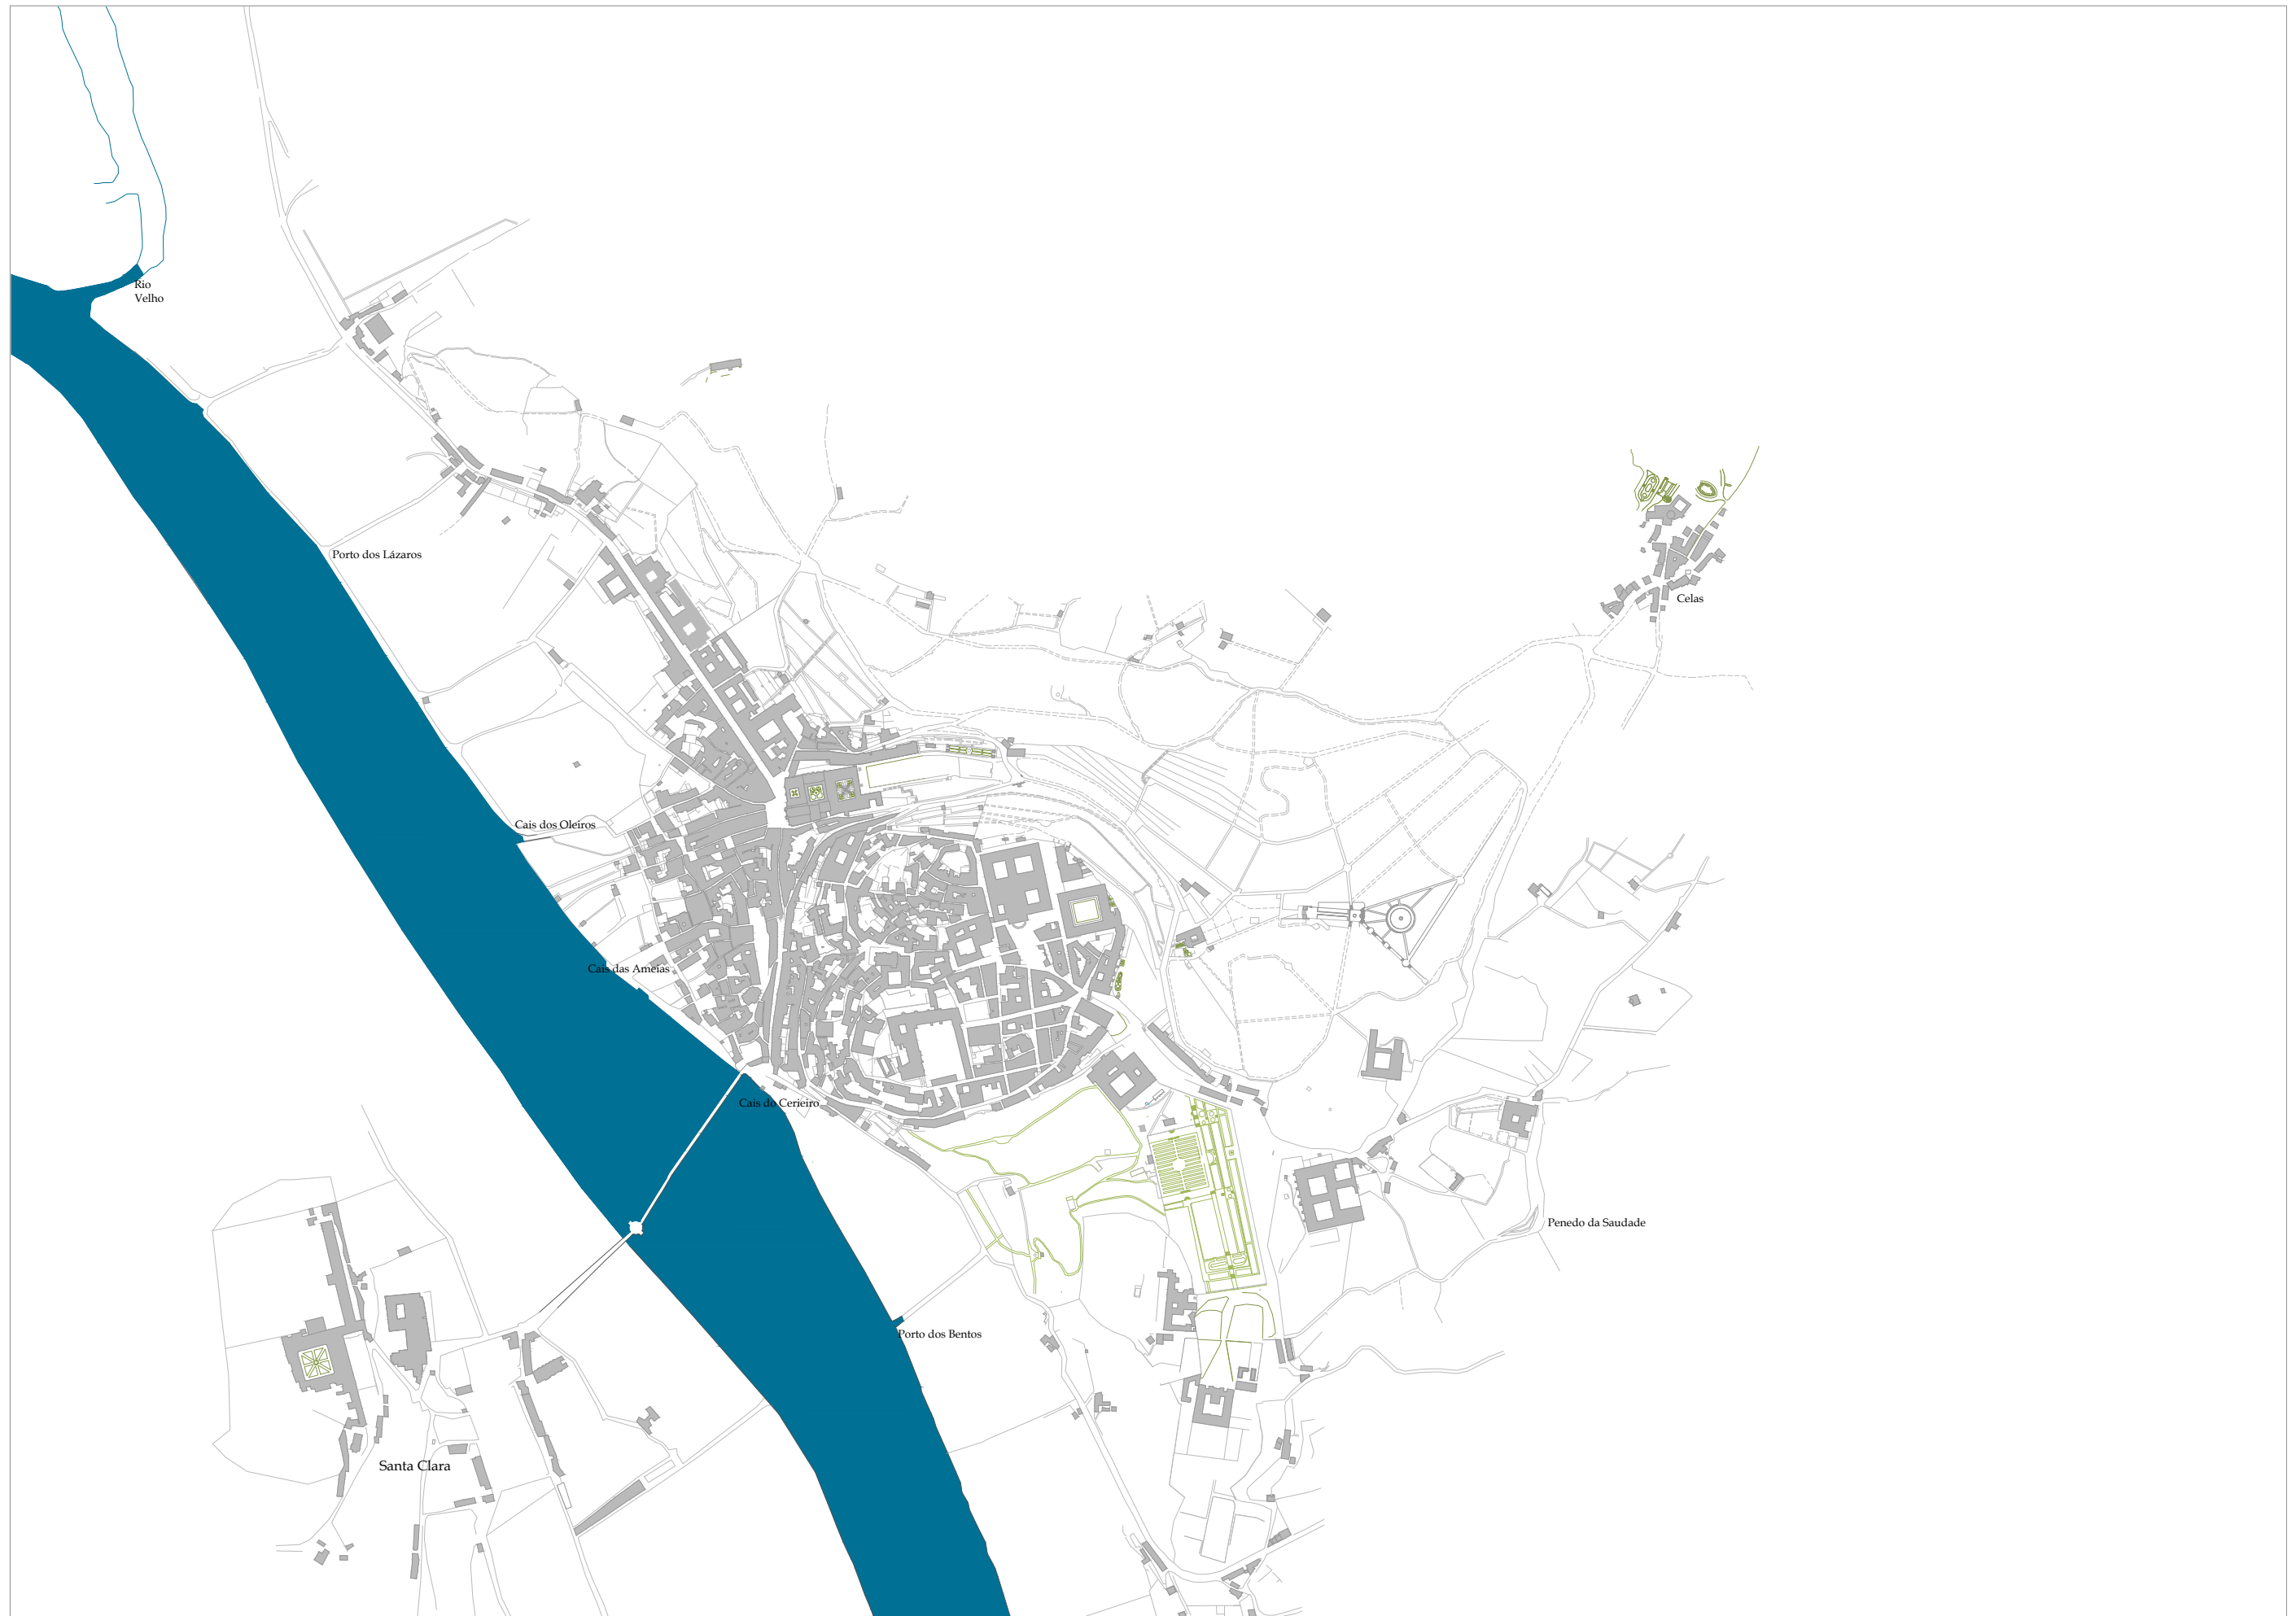 Rio
Velho
Porto dos Lázaros
Celas
Cais dos Oleiros
Cais das Ameias
Cais do Cerieiro
Penedo da Saudade
Porto dos Bentos
Santa Clara